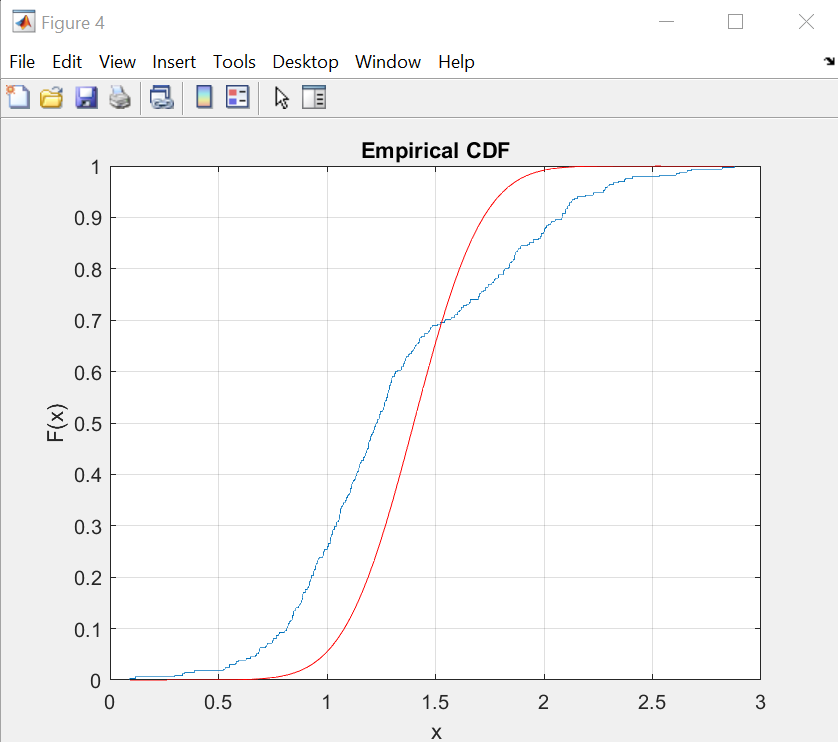 Figure 4
File Edit View Insert Tools Desktop Window Help
Empirical CDF
1
0.9
0.8
0.7
0.6
0.5
0.4
0.3
0.2
0.1
0
F(x)
0 0.5 1 1.5 2 2.5 3
x